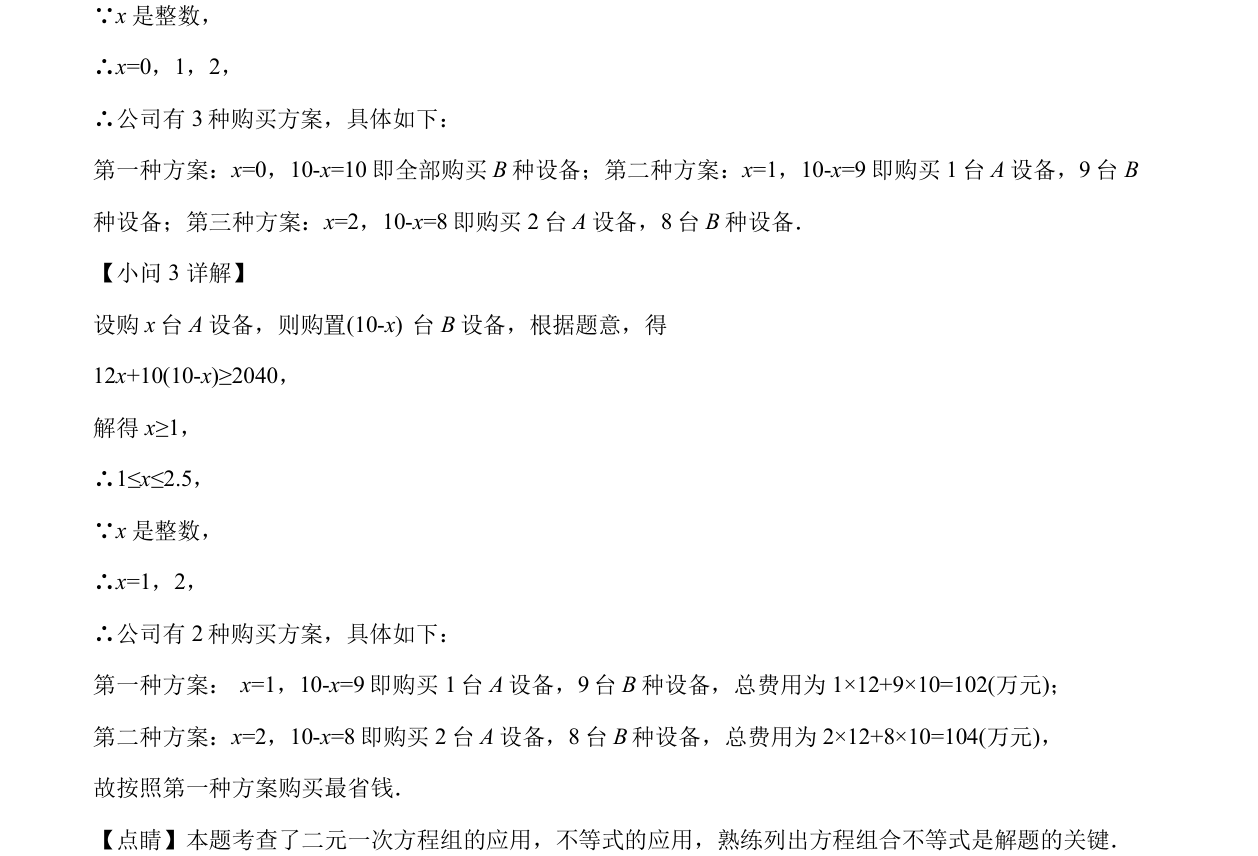 ∵x 是整数，
∴x=0，1，2，
∴公司有 3 种购买方案，具体如下：
第一种方案：x=0，10-x=10 即全部购买 B 种设备；第二种方案：x=1，10-x=9 即购买 1 台 A 设备，9 台 B
种设备；第三种方案：x=2，10-x=8 即购买 2 台 A 设备，8 台 B 种设备．
【小问 3 详解】
设购 x 台 A 设备，则购置(10-x) 台 B 设备，根据题意，得
12x+10(10-x)≥2040，
解得 x≥1，
∴1≤x≤2.5，
∵x 是整数，
∴x=1，2，
∴公司有 2 种购买方案，具体如下：
第一种方案： x=1，10-x=9 即购买 1 台 A 设备，9 台 B 种设备，总费用为 1×12+9×10=102(万元)；
第二种方案：x=2，10-x=8 即购买 2 台 A 设备，8 台 B 种设备，总费用为 2×12+8×10=104(万元)，
故按照第一种方案购买最省钱．
【点睛】本题考查了二元一次方程组的应用，不等式的应用，熟练列出方程组合不等式是解题的关键．